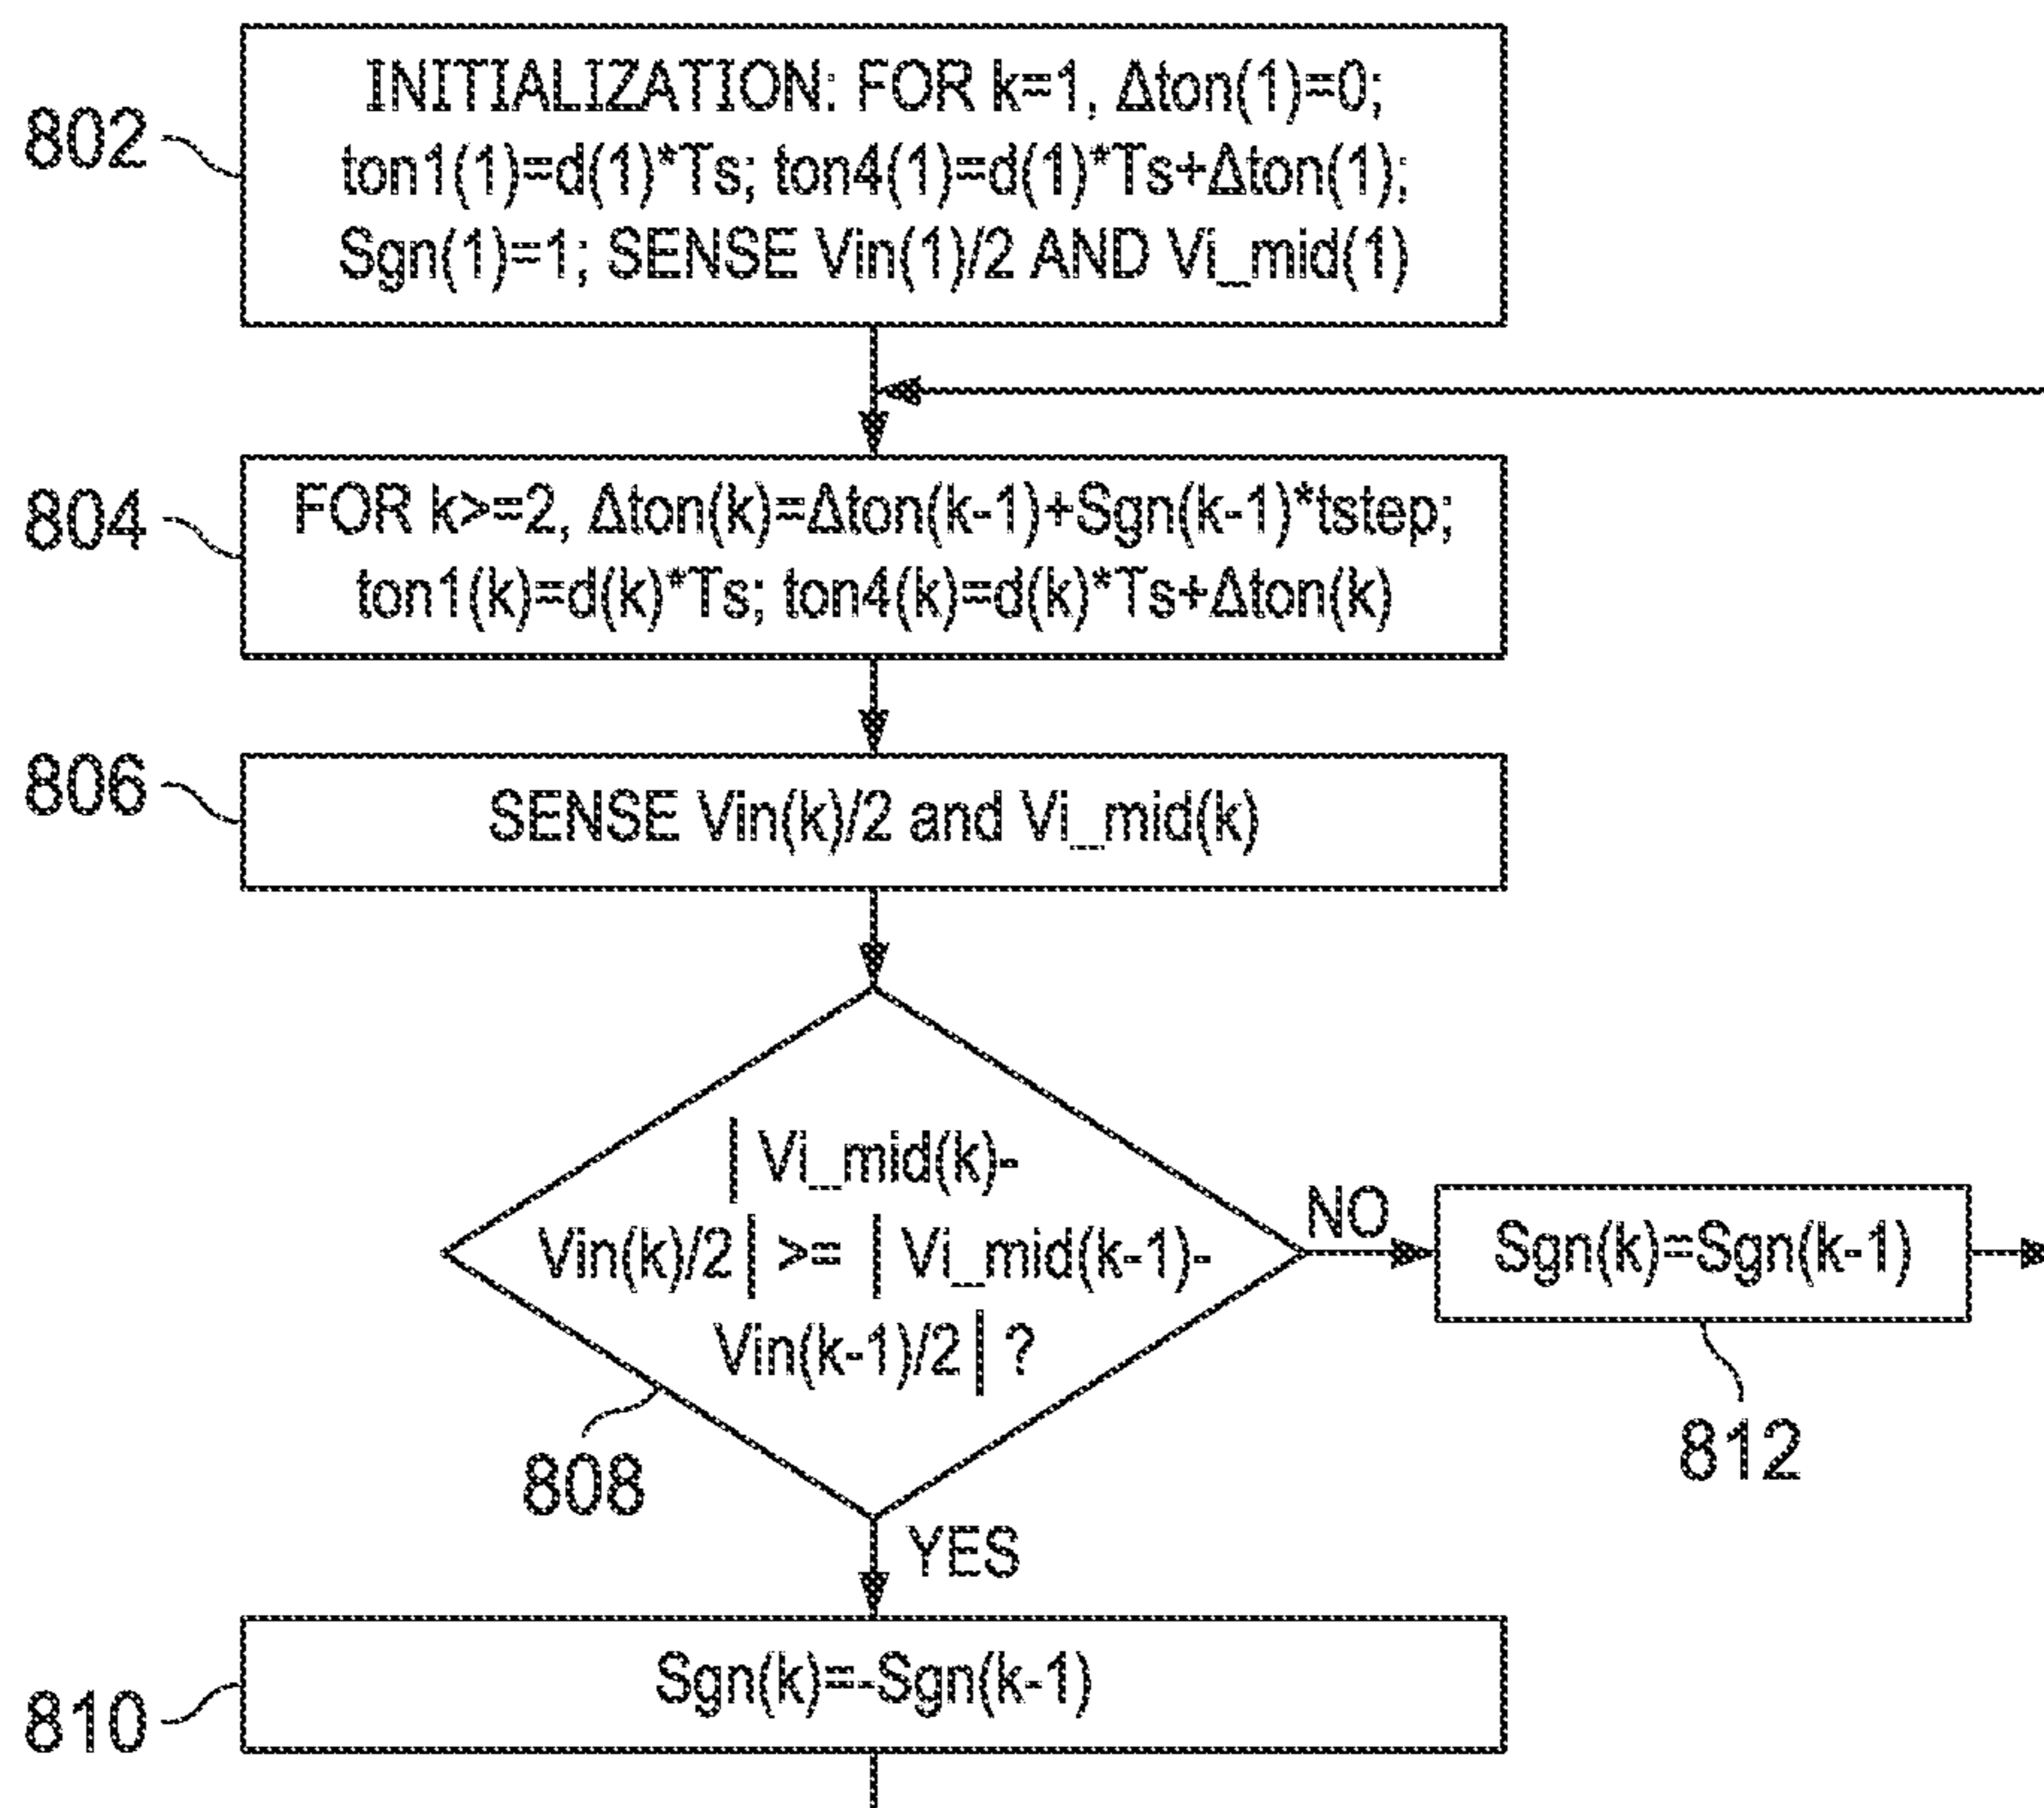 802
INITIALIZATION: FOR k=1, Δton(1)=0;
ton1(1)=d(1)*Ts; ton4(1)=d(1)*Ts+Δton(1);
Sgn(1)=1; SENSE Vin(1)/2 AND Vi_mid(1)
804
FOR k>=2, Δton(k)=Δton(k-1)+Sgn(k-1)*tstep;
ton1(k)=d(k)*Ts; ton4(k)=d(k)*Ts+Δton(k)
806
SENSE Vin(k)/2 and Vi_mid(k)
|Vi_mid(k)-
Vin(k)/2| >= |Vi_mid(k-1)-
Vin(k-1)/2|?
808
NO
Sgn(k)=Sgn(k-1)
812
YES
810
Sgn(k)=-Sgn(k-1)